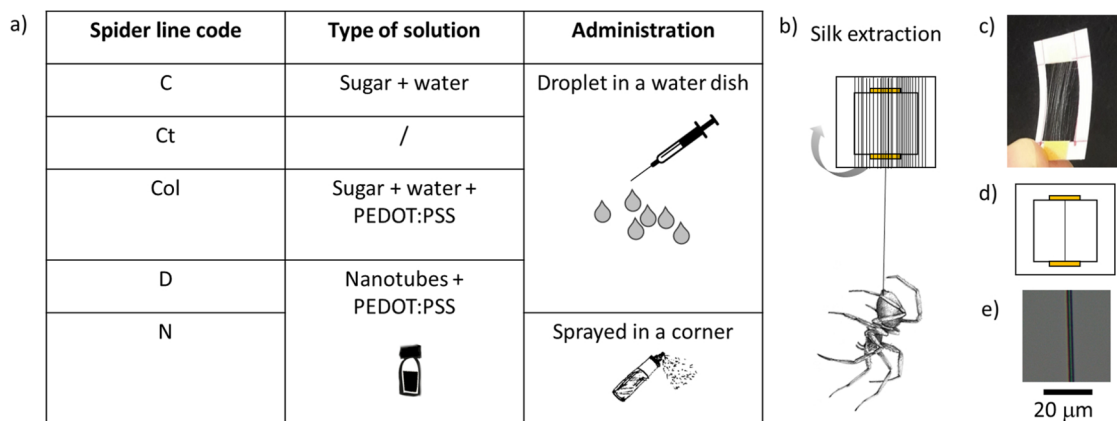 a)
Spider line code
Type of solution
Administration
C
Sugar + water
Droplet in a water dish
Ct
/
Col
Sugar + water +
PEDOT:PSS
D
Nanotubes +
PEDOT:PSS
N
Sprayed in a corner
b)
Silk extraction
c)
d)
e)
20 μm